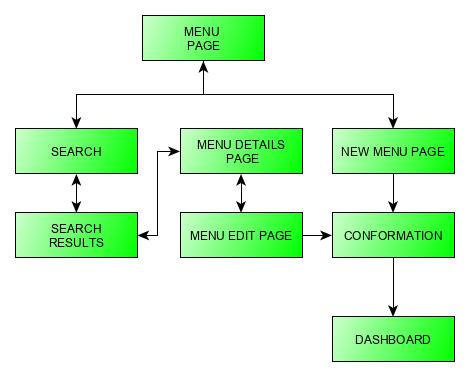 MENU
PAGE
SEARCH
MENU DETAILS
PAGE
NEW MENU PAGE
SEARCH
RESULTS
MENU EDIT PAGE
CONFORMATION
DASHBOARD